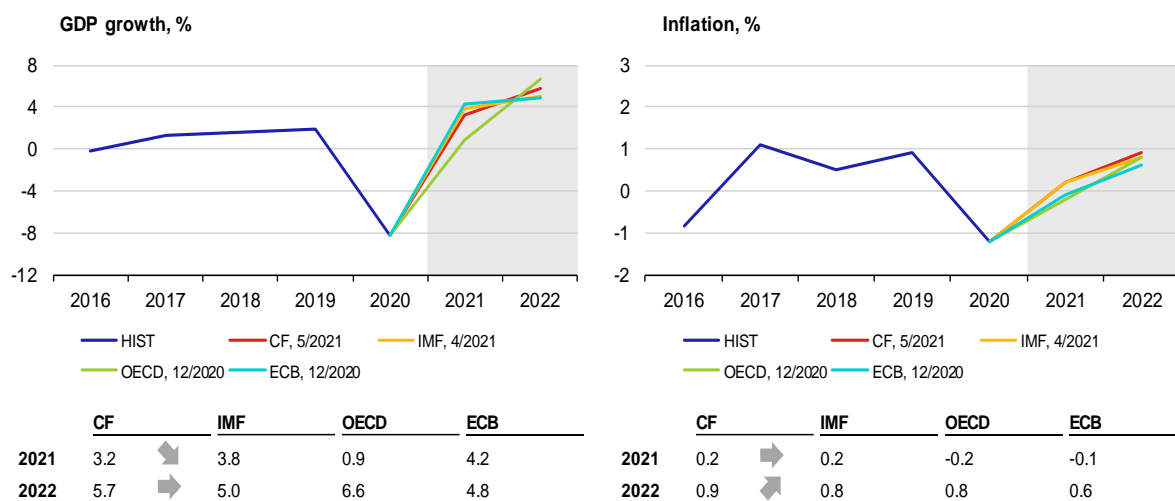 GDP growth, %
8
4
0
-4
-8
-12
2016 2017 2018 2019 2020 2021 2022
HIST CF, 5/2021 IMF, 4/2021
OECD, 12/2020 ECB, 12/2020
CF IMF OECD ECB
2021 3.2 3.8 0.9 4.2
2022 5.7 5.0 6.6 4.8
Inflation, %
3
2
1
0
-1
-2
2016 2017 2018 2019 2020 2021 2022
HIST CF, 5/2021 IMF, 4/2021
OECD, 12/2020 ECB, 12/2020
CF IMF OECD ECB
2021 0.2 0.2 -0.2 -0.1
2022 0.9 0.8 0.8 0.6